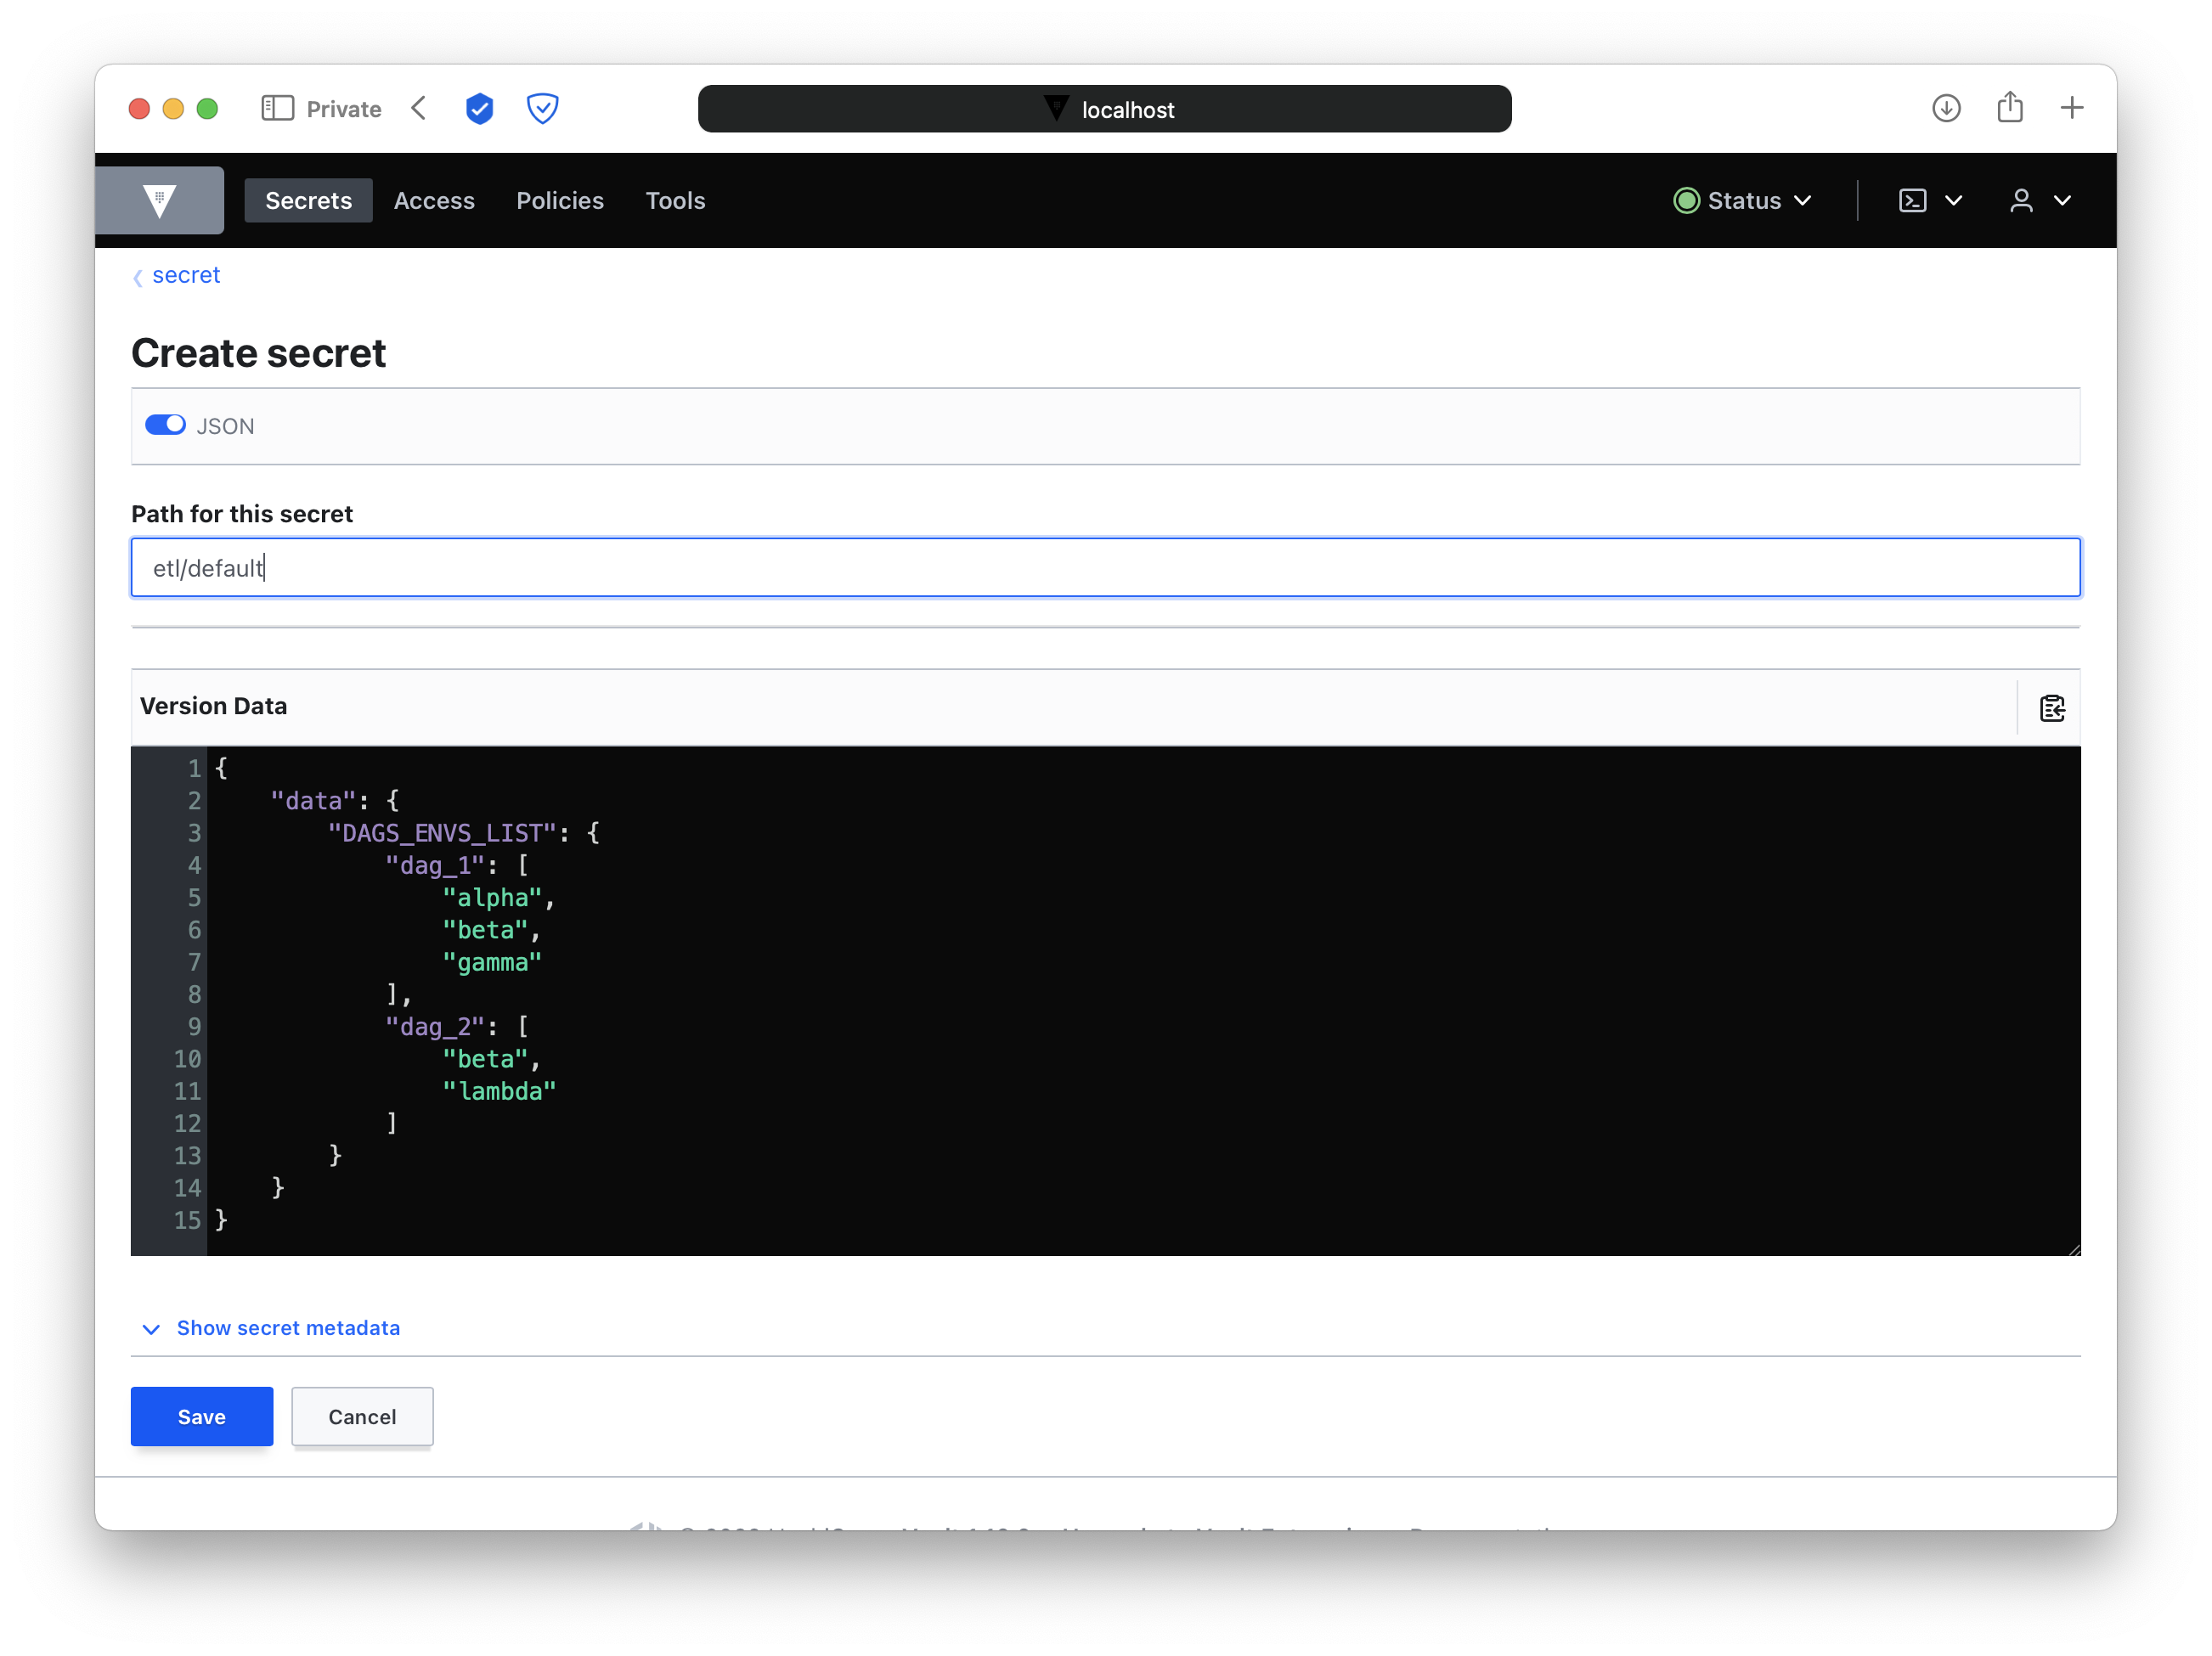 Private
localhost
Secrets Access Policies Tools Status
secret
Create secret
JSON
Path for this secret
etl/default
Version Data
1 {
2 "data": {
3 "DAGS_ENVS_LIST": {
4 "dag_1": [
5 "alpha",
6 "beta",
7 "gamma"
8 ],
9 "dag_2": [
10 "beta",
11 "lambda"
12 ]
13 }
14 }
15 }
Show secret metadata
Save Cancel